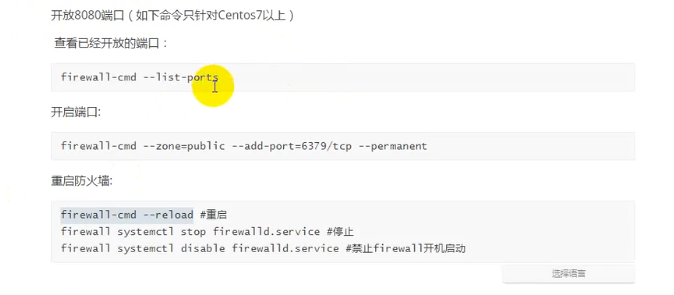 开放8080端口（如下命令只针对Centos7以上）
查看已经开放的端口：
firewall-cmd --list-ports
开启端口:
firewall-cmd --zone=public --add-port=6379/tcp --permanent
重启防火墙:
firewall-cmd --reload #重启
firewall systemctl stop firewalld.service #停止
firewall systemctl disable firewalld.service #禁止firewall开机启动
选择语言